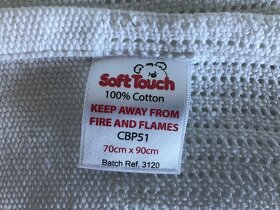 Soft Touch
100% Cotton
KEEP AWAY FROM
FIRE AND FLAMES
CBP51
70cm x 90cm
Batch Ref. 3120